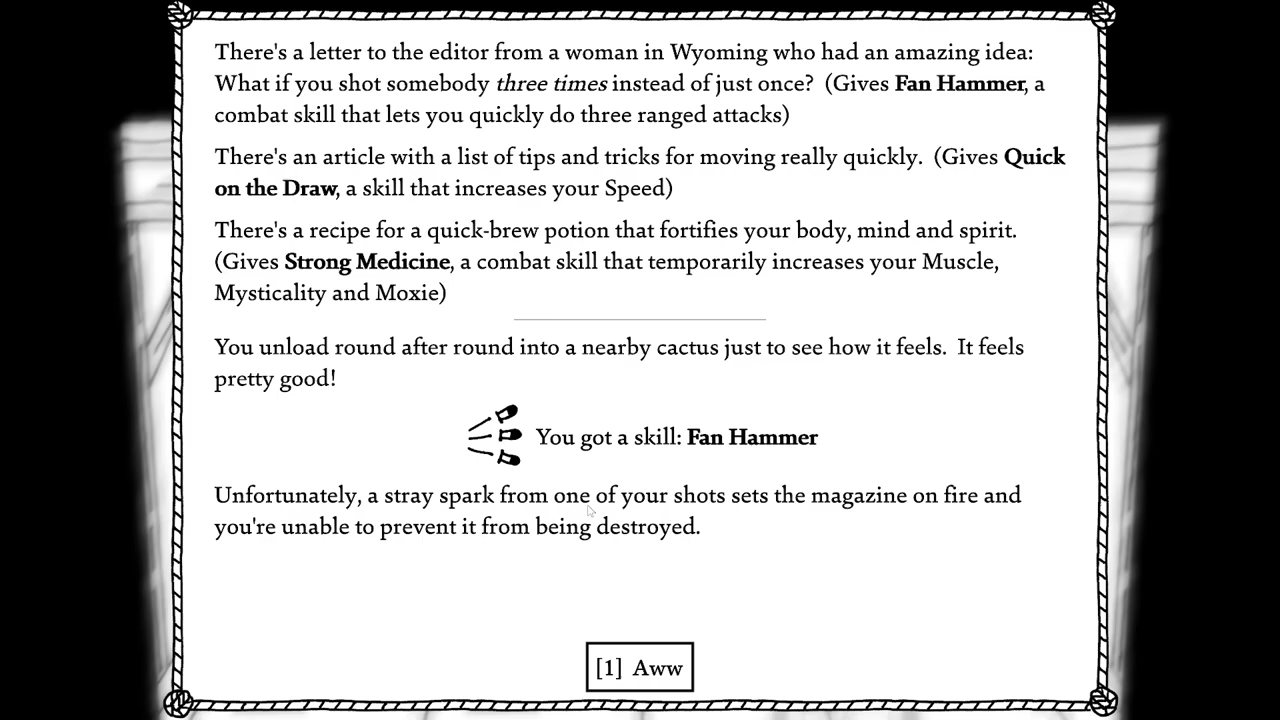 There's a letter to the editor from a woman in Wyoming who had an amazing idea:
What if you shot somebody three times instead of just once?  (Gives Fan Hammer, a
combat skill that lets you quickly do three ranged attacks)
There's an article with a list of tips and tricks for moving really quickly.  (Gives Quick
on the Draw, a skill that increases your Speed)
There's a recipe for a quick-brew potion that fortifies your body, mind and spirit.
(Gives Strong Medicine, a combat skill that temporarily increases your Muscle,
Mysticality and Moxie)
You unload round after round into a nearby cactus just to see how it feels.  It feels
pretty good!
You got a skill: Fan Hammer
Unfortunately, a stray spark from one of your shots sets the magazine on fire and
you're unable to prevent it from being destroyed.
[1] Aww